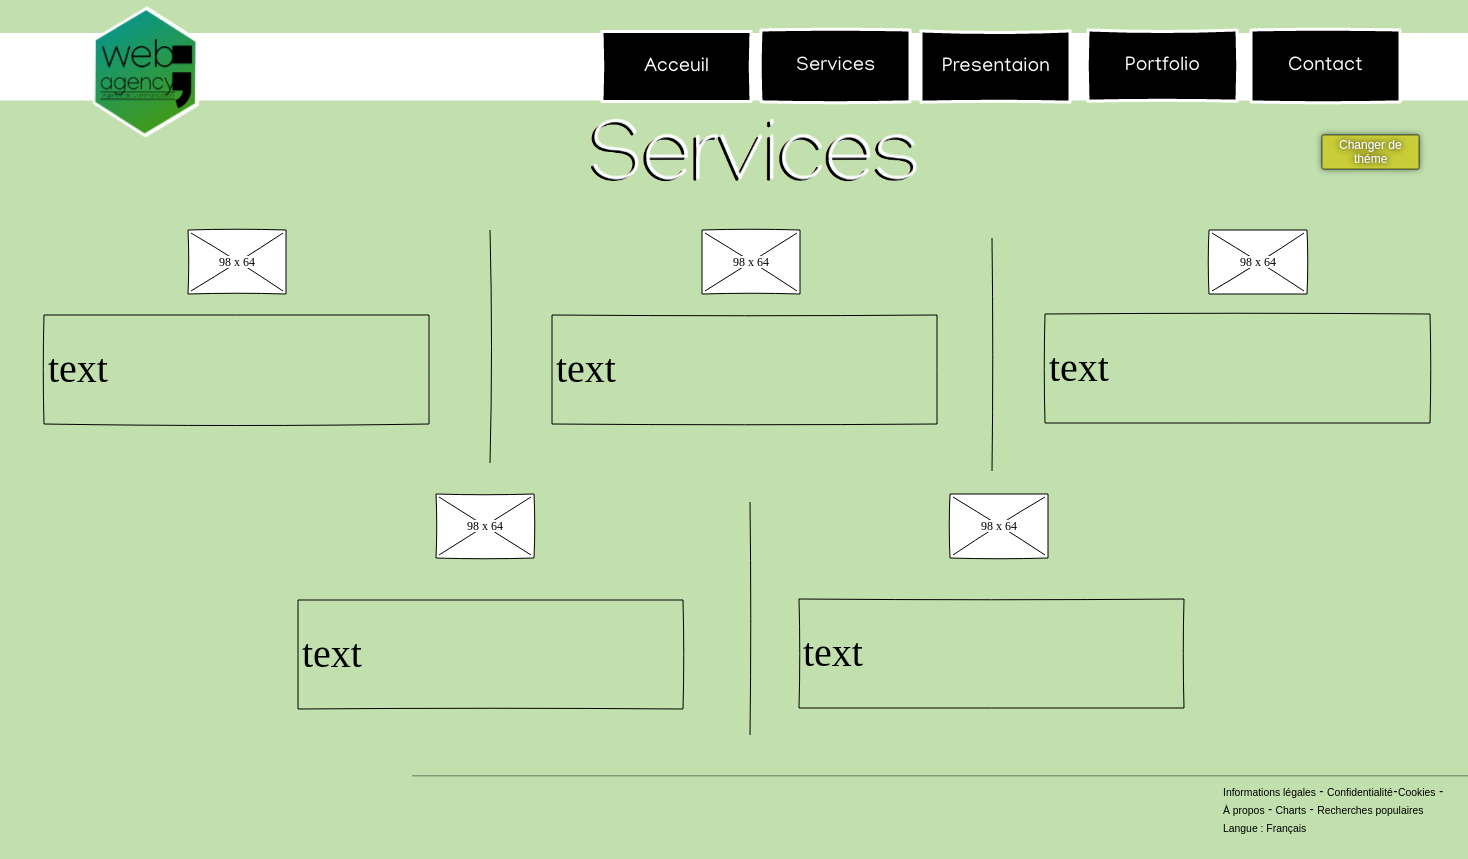 web
agency
Acceuil
Services
Presentaion
Portfolio
Contact
Services
Changer de
thème
98 x 64
98 x 64
98 x 64
text
text
text
98 x 64
98 x 64
text
text
Informations légales - Confidentialité-Cookies -
À propos - Charts - Recherches populaires
Langue : Français